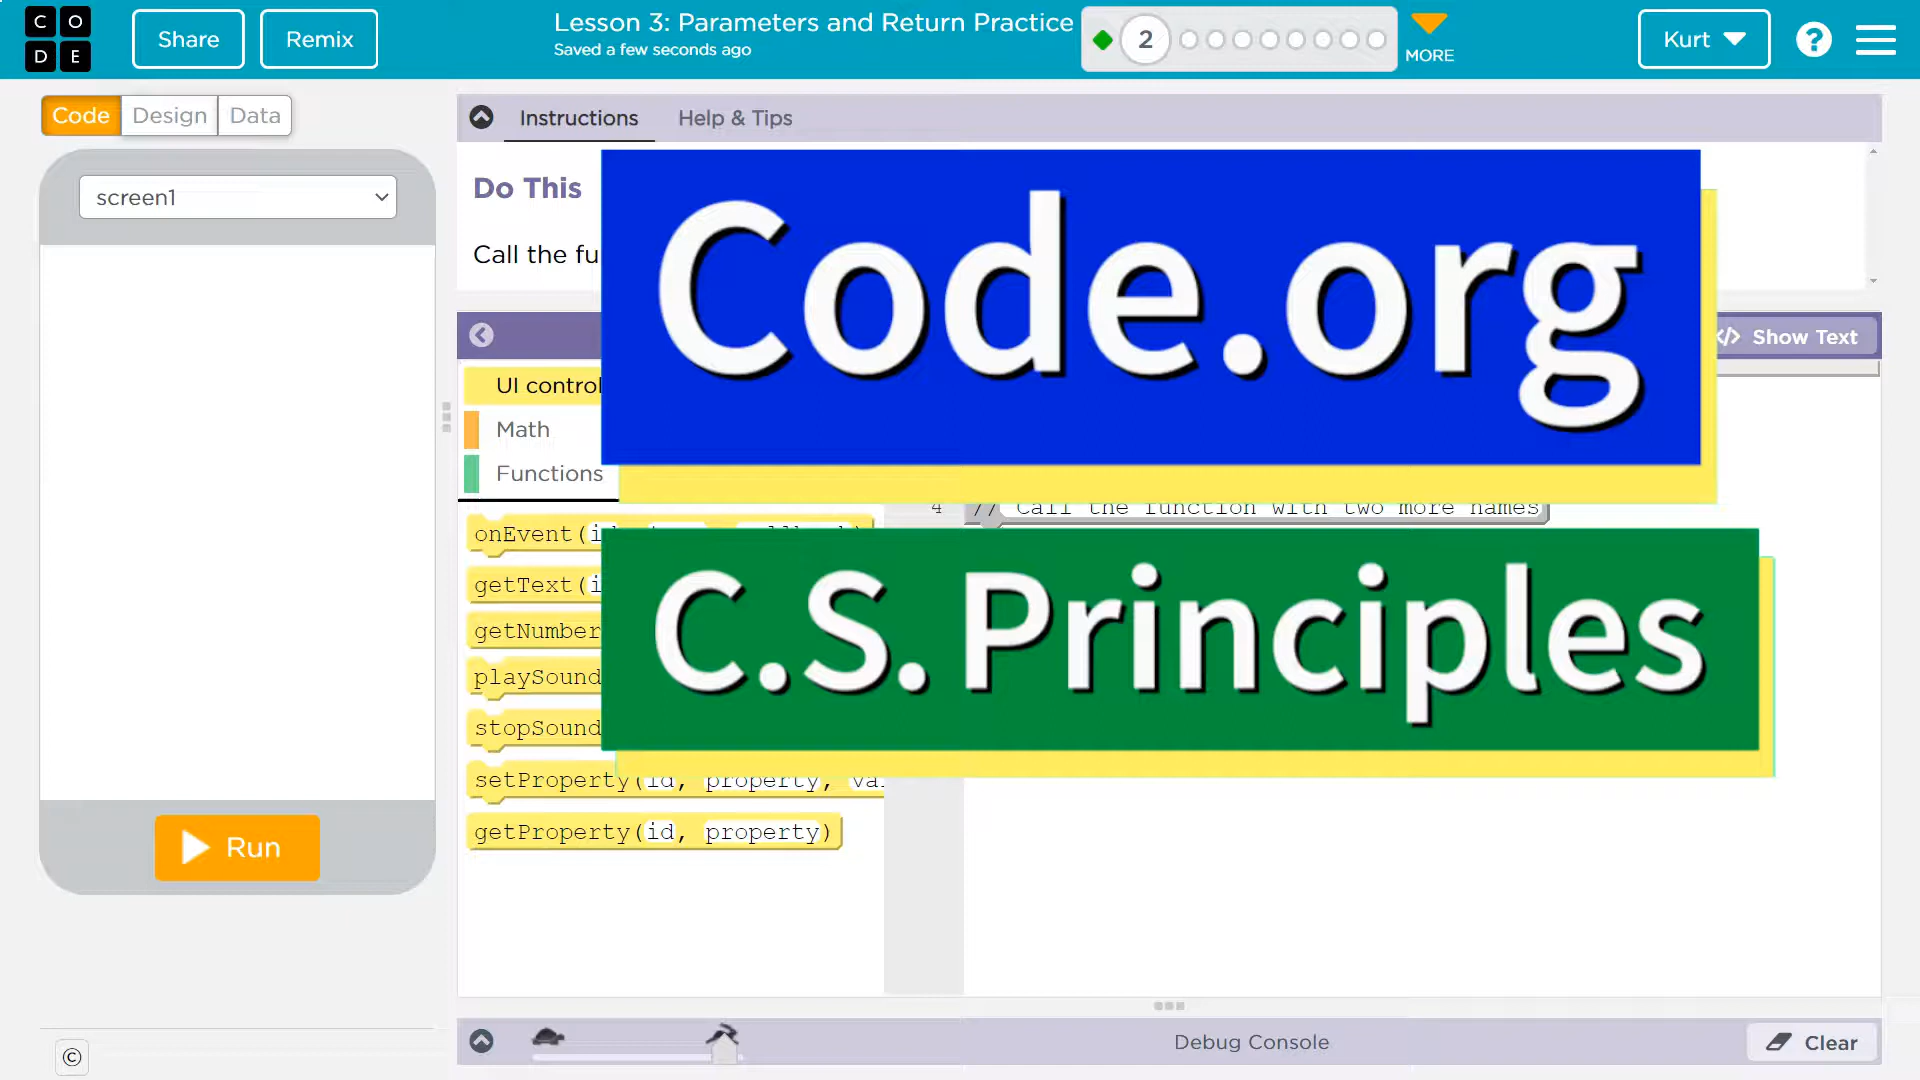 CO
DE
Share
Remix
Lesson 3: Parameters and Return Practice
Saved a few seconds ago
2
MORE
Kurt
?
Code
Design
Data
Instructions
Help & Tips
screen1
Do This
Call the fu
Code.org
Show Text
UI control
Math
Functions
4
// Call the function with two more names
onEvent(
getText(i
getNumber
playSound
stopSound
C.S. Principles
setProperty(id, property, va
getProperty(id, property)
Run
©
Debug Console
Clear